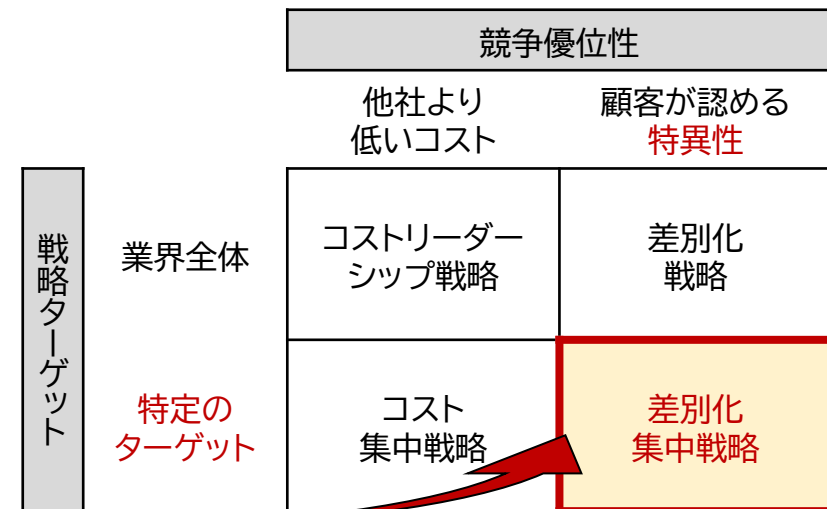 競争優位性
他社より
低いコスト
顧客が認める
特異性
戦略ターゲット
業界全体
コストリーダー
シップ戦略
差別化
戦略
特定の
ターゲット
コスト
集中戦略
差別化
集中戦略